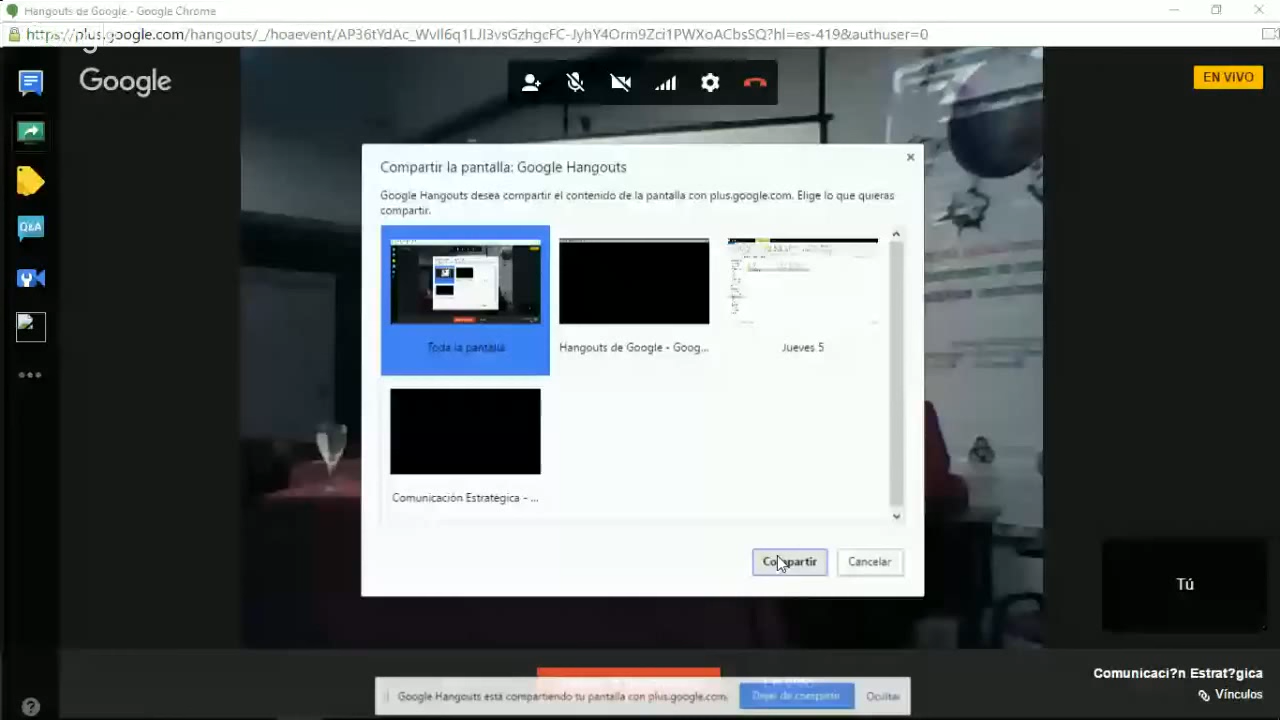 Hangouts de Google - Google Chrome
https://plus.google.com/hangouts/_/hoaevent/AP36tYdAc_Wvll6q1LJI3vsGzhgcFC-JyhY4Orm9Zci1PWXoACbsSQ?hl=es-419&authuser=0
Google
EN VIVO
Compartir la pantalla: Google Hangouts
Google Hangouts desea compartir el contenido de la pantalla con plus.google.com. Elige lo que quieras
compartir.
Q&A
Toda la pantalla
Hangouts de Google - Goog...
Jueves 5
Comunicación Estratégica - ...
Compartir
Cancelar
Tú
Comunicaci?n Estrat?gica
Vínculos
Google Hangouts está compartiendo tu pantalla con plus.google.com.
Dejar de compartir
Ocultar